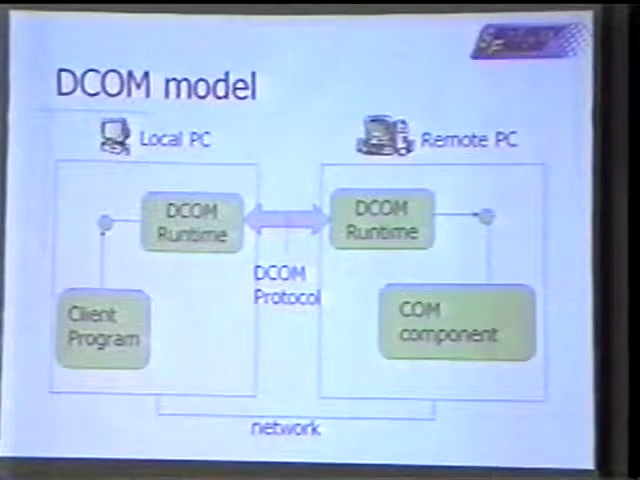 DCOM model
Local PC
Remote PC
DCOM
Runtime
DCOM
Runtime
DCOM
Protocol
Client
Program
COM
component
network